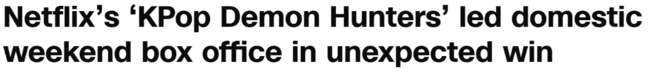 Netflix’s ‘KPop Demon Hunters’ led domestic
weekend box office in unexpected win